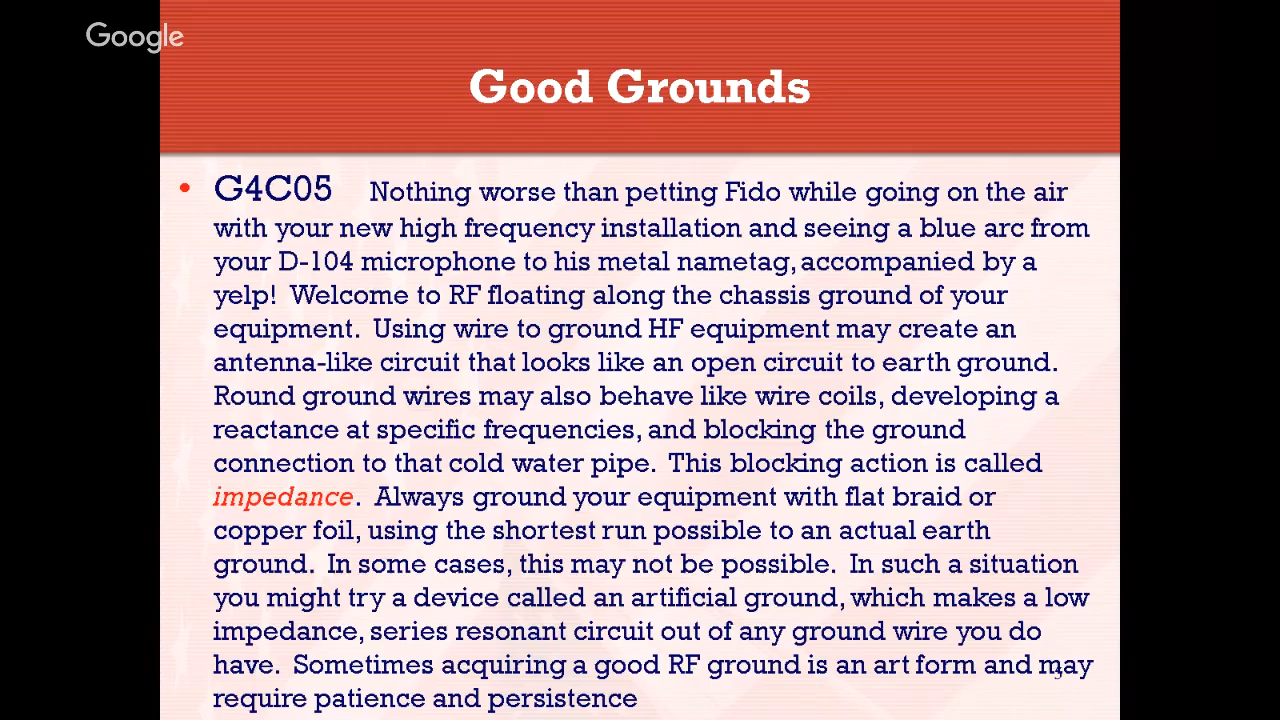 Google
Good Grounds
• G4C05 Nothing worse than petting Fido while going on the air
with your new high frequency installation and seeing a blue arc from
your D-104 microphone to his metal nametag, accompanied by a
yelp! Welcome to RF floating along the chassis ground of your
equipment. Using wire to ground HF equipment may create an
antenna-like circuit that looks like an open circuit to earth ground.
Round ground wires may also behave like wire coils, developing a
reactance at specific frequencies, and blocking the ground
connection to that cold water pipe. This blocking action is called
impedance. Always ground your equipment with flat braid or
copper foil, using the shortest run possible to an actual earth
ground. In some cases, this may not be possible. In such a situation
you might try a device called an artificial ground, which makes a low
impedance, series resonant circuit out of any ground wire you do
have. Sometimes acquiring a good RF ground is an art form and may
require patience and persistence